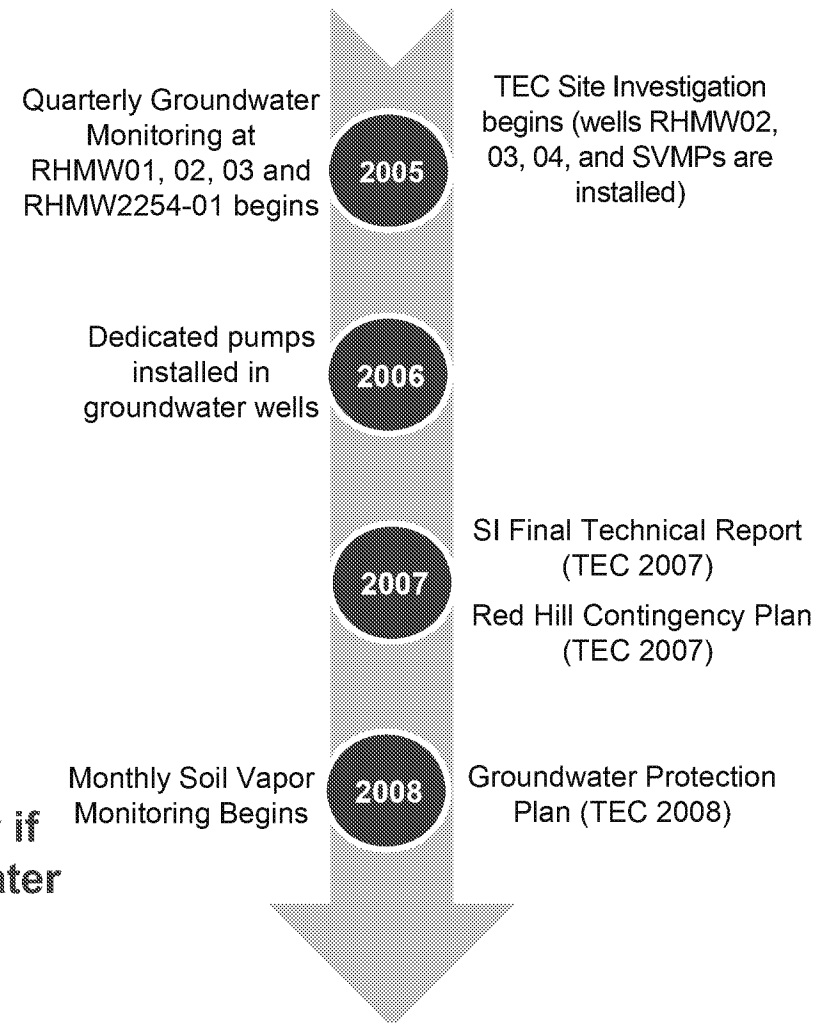 Quarterly Groundwater
Monitoring at
RHMW01, 02, 03 and
RHMW2254-01 begins
2005
TEC Site Investigation
begins (wells RHMW02,
03, 04, and SVMPs are
installed)
Dedicated pumps
installed in
groundwater wells
2006
2007
SI Final Technical Report
(TEC 2007)
Red Hill Contingency Plan
(TEC 2007)
Monthly Soil Vapor
Monitoring Begins
2008
Groundwater Protection
Plan (TEC 2008)
if